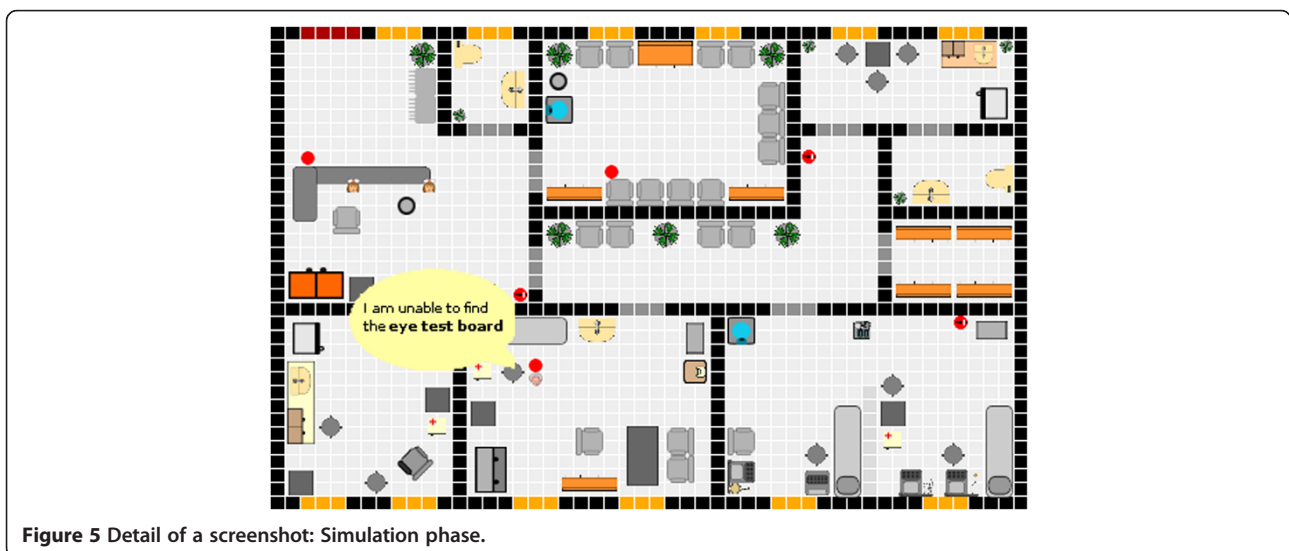 I am unable to find
the eye test board
Figure 5 Detail of a screenshot: Simulation phase.